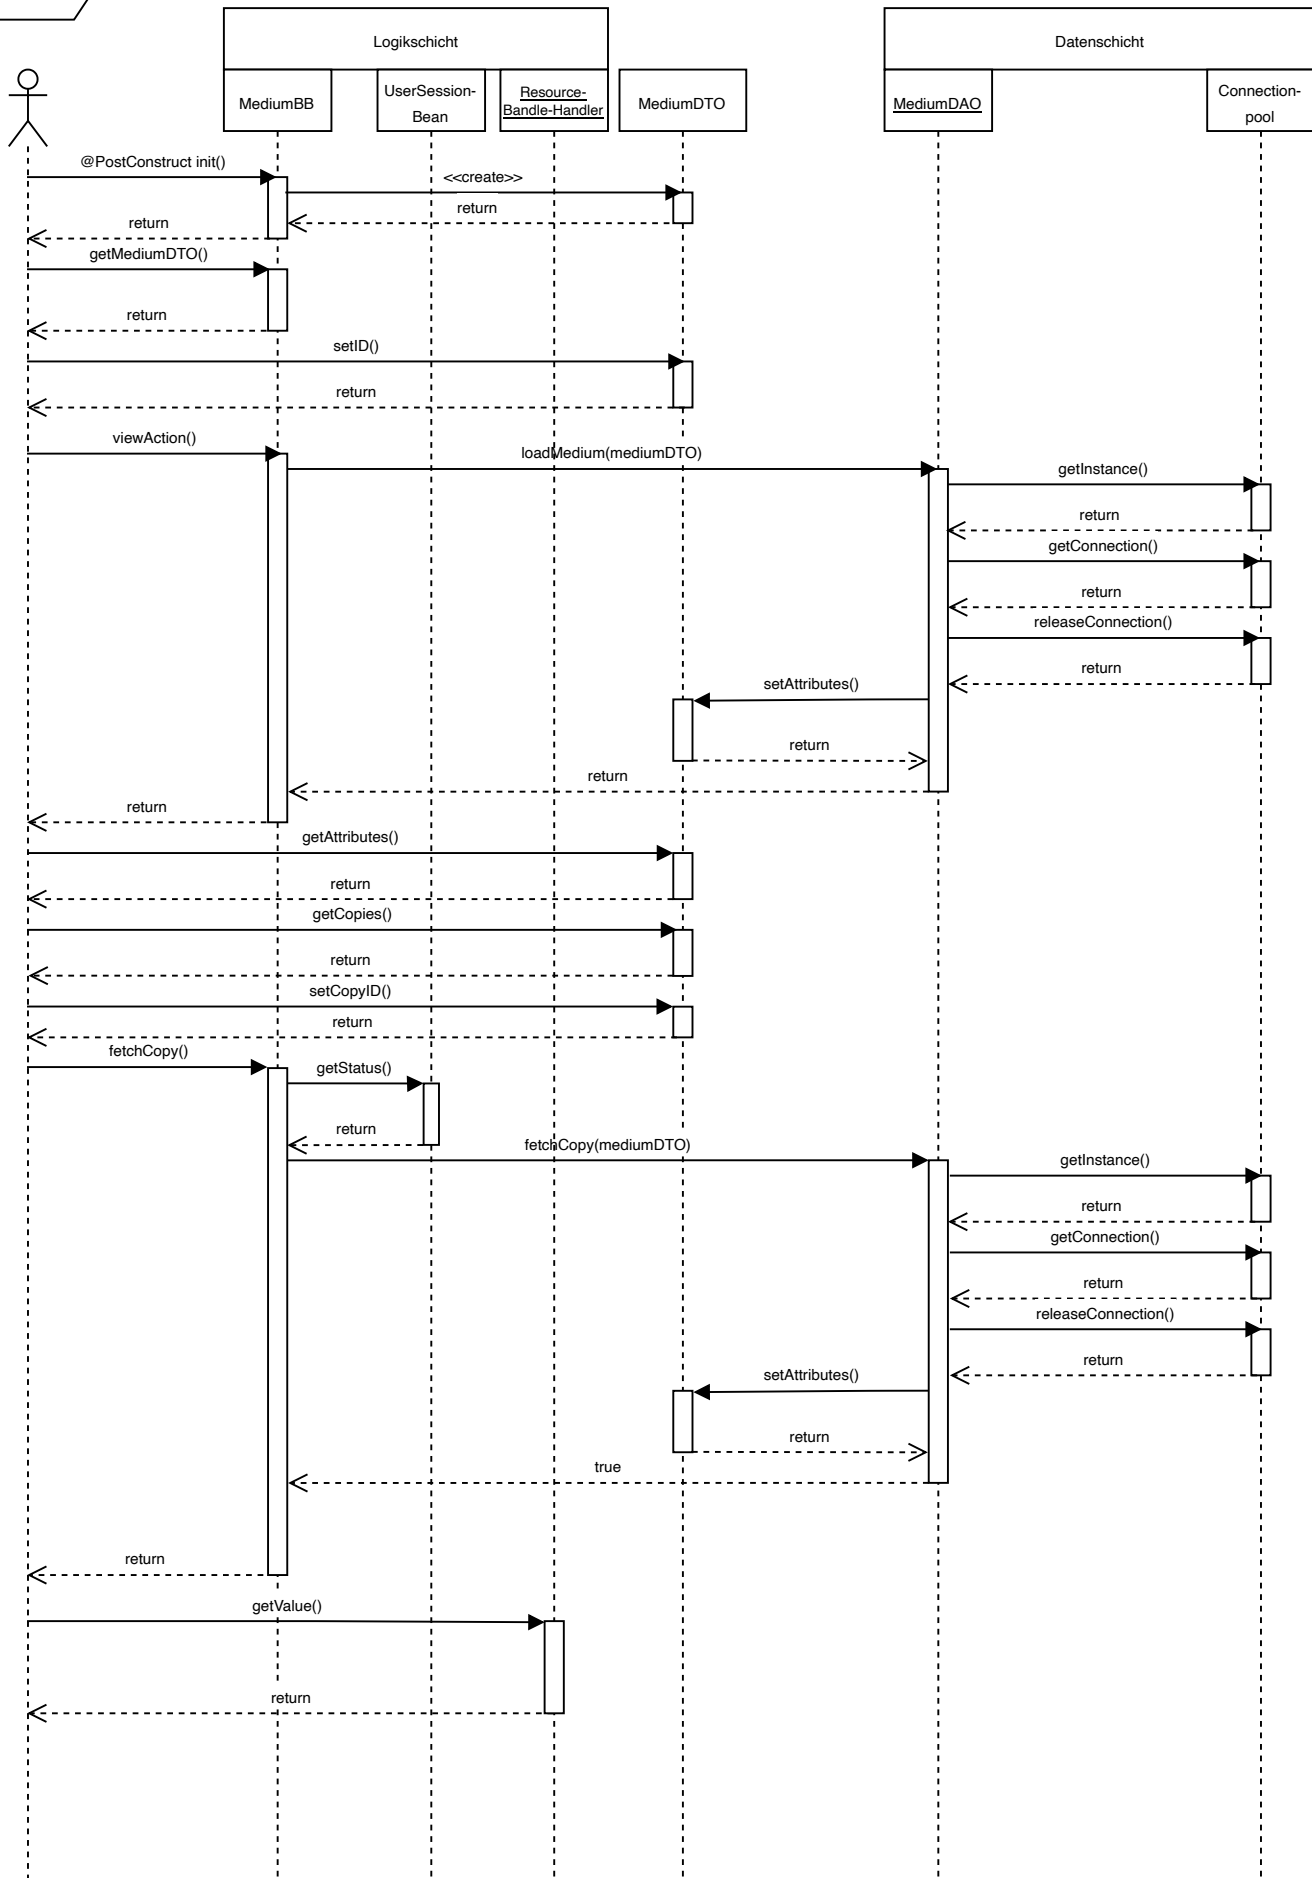 Logikschicht
Datenschicht
MediumBB
UserSession-
Bean
Resource-
Bandle-Handler
MediumDTO
MediumDAO
Connection-
pool
@PostConstruct init()
<<create>>
return
return
getMediumDTO()
return
setID()
return
viewAction()
loadMedium(mediumDTO)
getInstance()
return
getConnection()
return
releaseConnection()
return
setAttributes()
return
return
return
getAttributes()
return
getCopies()
return
setCopyID()
return
fetchCopy()
getStatus()
return
fetchCopy(mediumDTO)
getInstance()
return
getConnection()
return
releaseConnection()
return
setAttributes()
return
true
return
getValue()
return